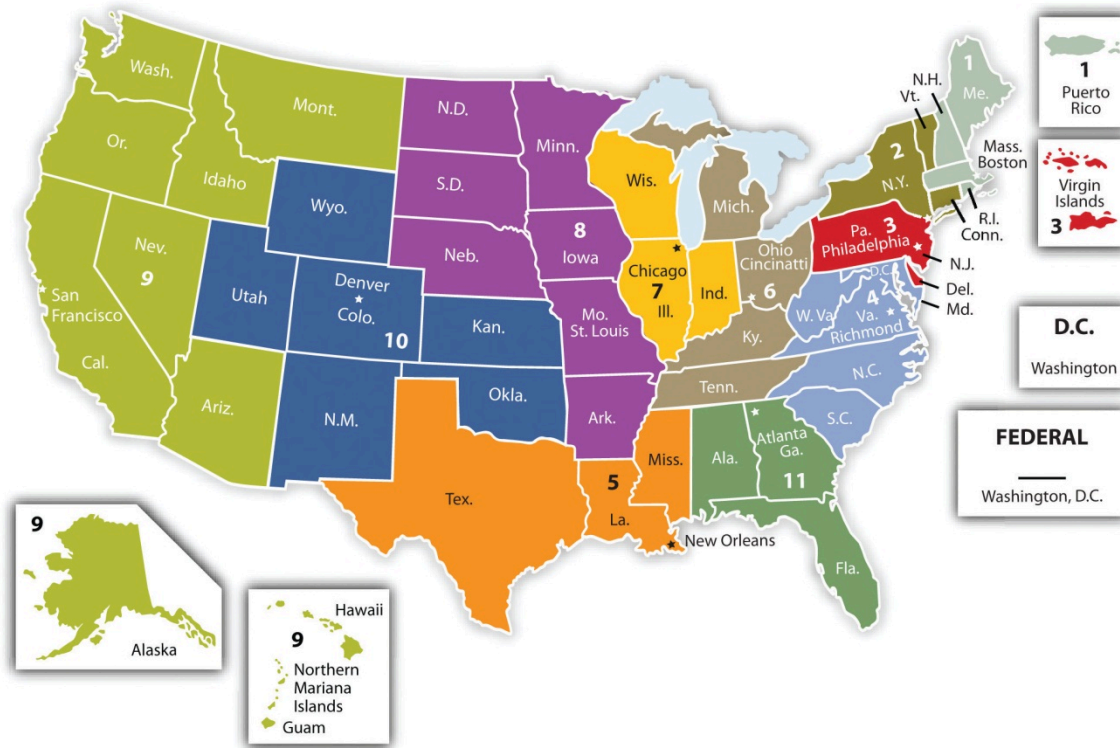 Wash.
Or.
Idaho
Mont.
Nev.
9
San
Francisco
Cal.
Ariz.
Wyo.
Utah
Denver
Colo.
10
Kan.
N.M.
Okla.
N.D.
S.D.
Neb.
Minn.
8
Iowa
Mo.
St. Louis
Ark.
Wis.
Chicago
7
Ill.
Ind.
Mich.
Ohio
Cincinatti
6
Ky.
Tenn.
Tex.
5
La.
Miss.
New Orleans
Ala.
Atlanta
Ga.
11
Fla.
D.C.
4
W. Va.
Va.
Richmond
N.C.
S.C.
Pa.
3
Philadelphia
2
N.Y.
Vt.
N.H.
1
Me.
Mass.
Boston
R.I.
Conn.
N.J.
Del.
Md.
1
Puerto
Rico
Virgin
Islands
3
D.C.
Washington
FEDERAL
Washington, D.C.
9
Alaska
Hawaii
9
Northern
Mariana
Islands
Guam